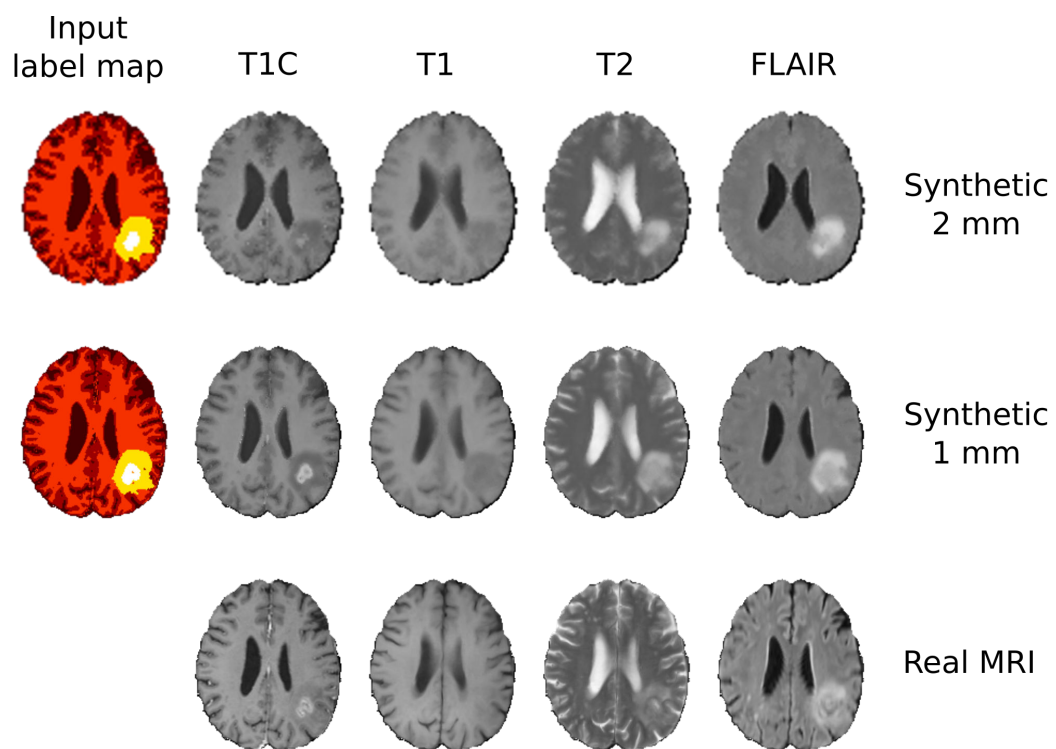 Input
label map
T1C
T1
T2
FLAIR
Synthetic
2 mm
Synthetic
1 mm
Real MRI